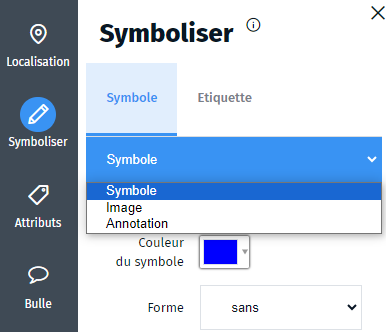 Localisation
Symboliser
Attributs
Bulle
Symboliser
Symbole
Etiquette
Symbole
Symbole
Image
Annotation
Couleur
du symbole
Forme
sans